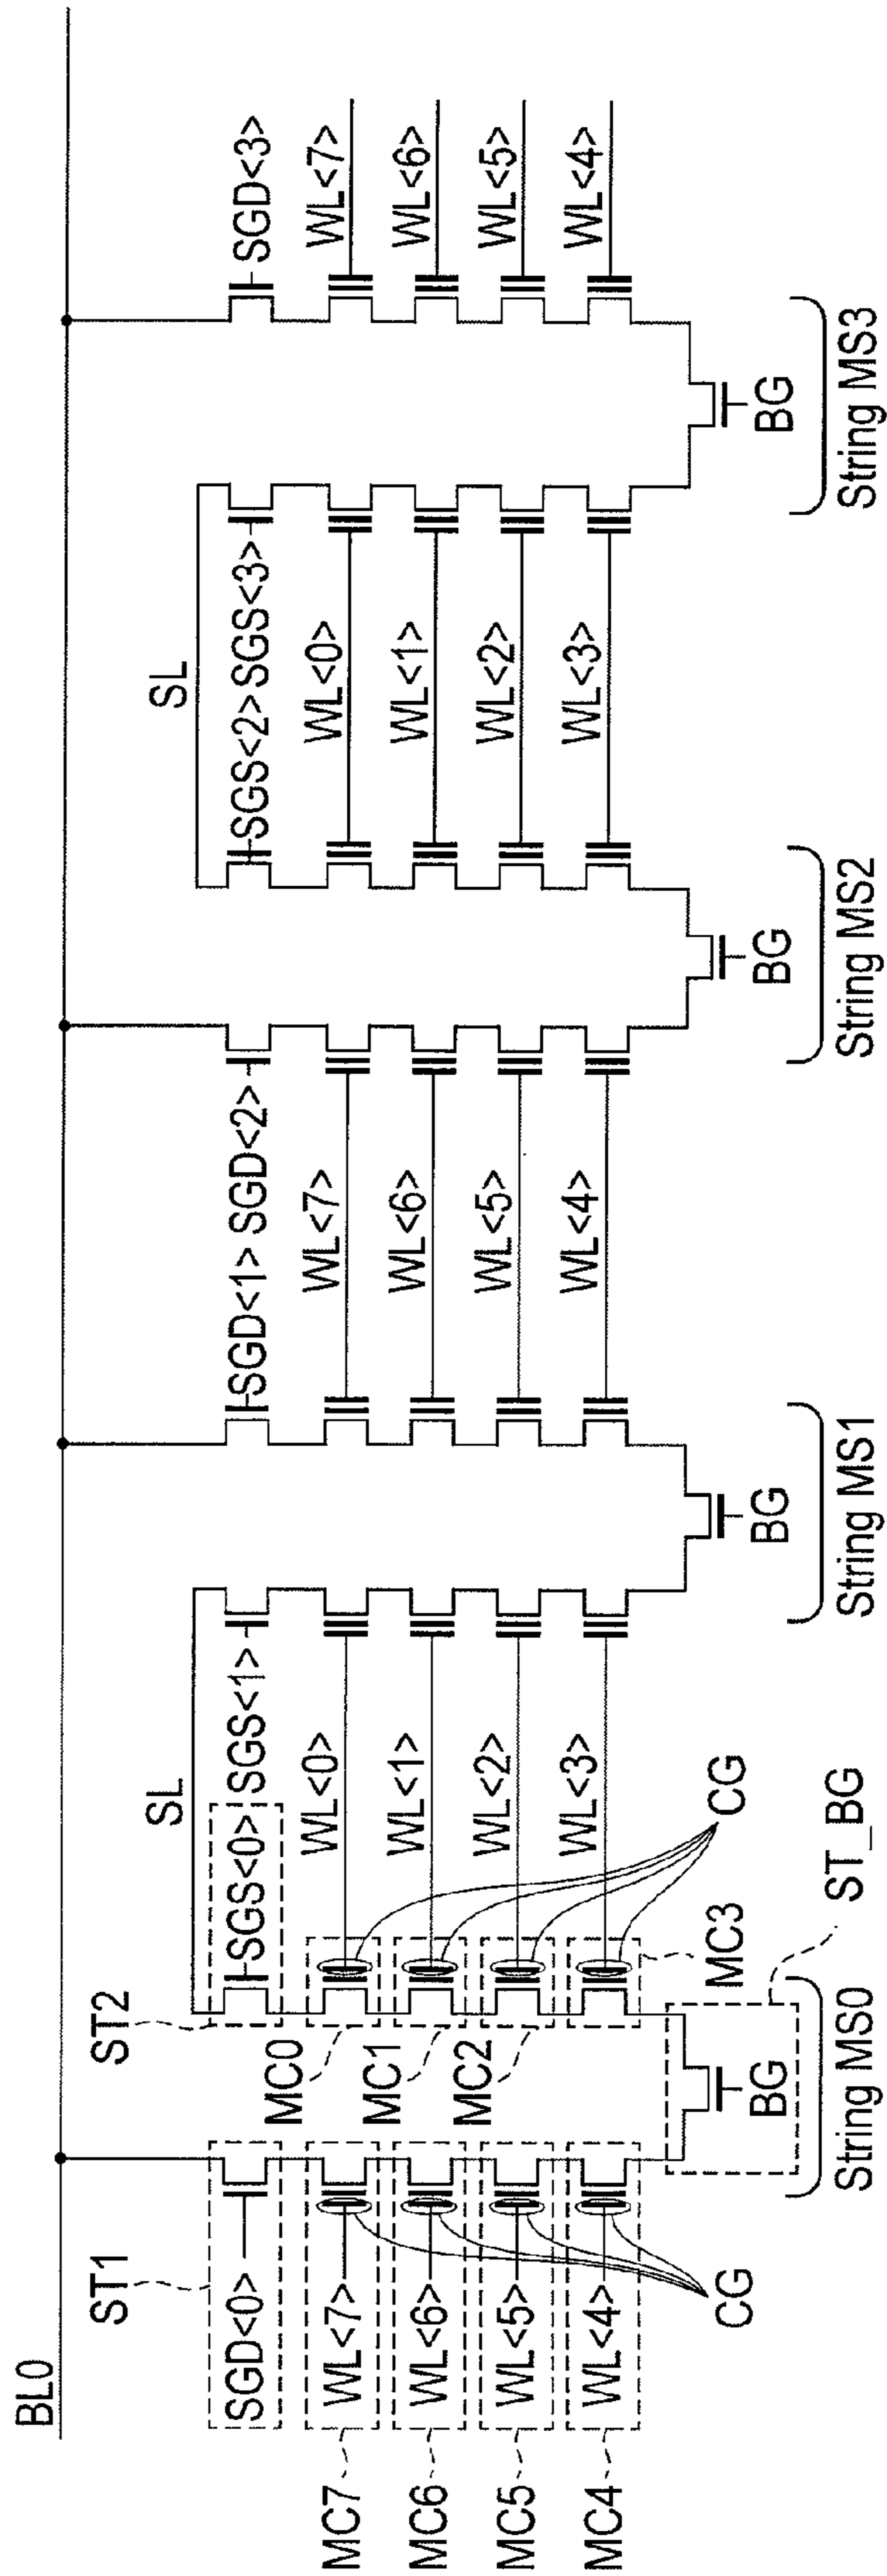 BL0
SL
SL
ST1
ST2
SGD<0>
SGS<0>
SGS<1>
SGD<1>
SGD<2>
SGS<2>
SGS<3>
SGD<3>
MC7
WL<7>
MC0
WL<0>
WL<7>
WL<0>
WL<7>
MC6
WL<6>
MC1
WL<1>
WL<6>
WL<1>
WL<6>
MC5
WL<5>
MC2
WL<2>
WL<5>
WL<2>
WL<5>
MC4
WL<4>
MC3
WL<3>
WL<4>
WL<3>
WL<4>
CG
CG
BG
ST_BG
BG
BG
BG
String MS0
String MS1
String MS2
String MS3